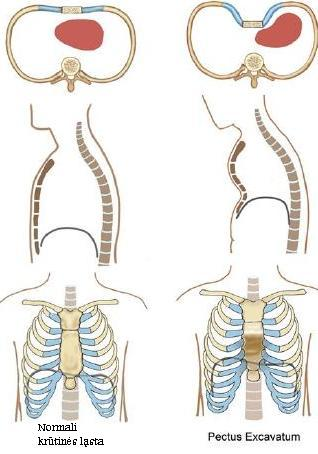 Normali
krūtinės ląsta
Pectus Excavatum